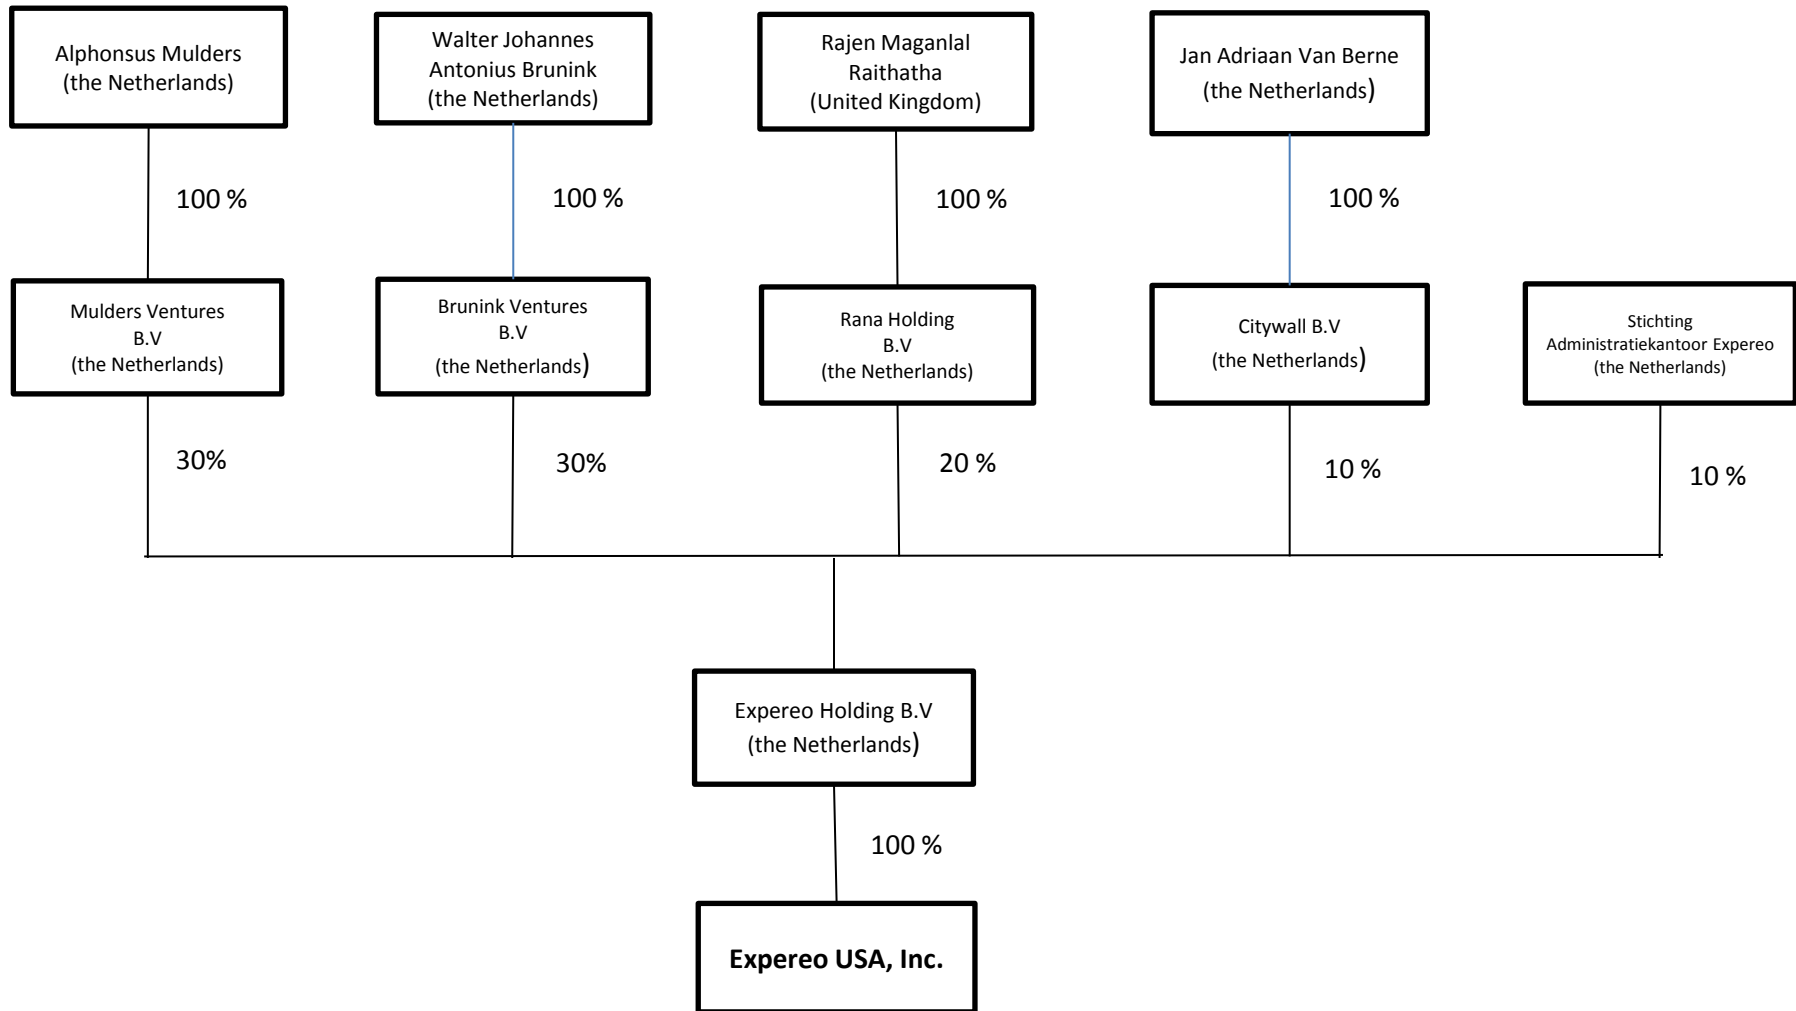 Alphonsus Mulders
(the Netherlands)
Walter Johannes
Antonius Brunink
(the Netherlands)
Rajen Maganlal
Raithatha
(United Kingdom)
Jan Adriaan Van Berne
(the Netherlands)
100 %
100 %
100 %
100 %
Mulders Ventures
B.V
(the Netherlands)
Brunink Ventures
B.V
(the Netherlands)
Rana Holding
B.V
(the Netherlands)
Citywall B.V
(the Netherlands)
Stichting
Administratiekantoor Expereo
(the Netherlands)
30%
30%
20 %
10 %
10 %
Expereo Holding B.V
(the Netherlands)
100 %
Expereo USA, Inc.